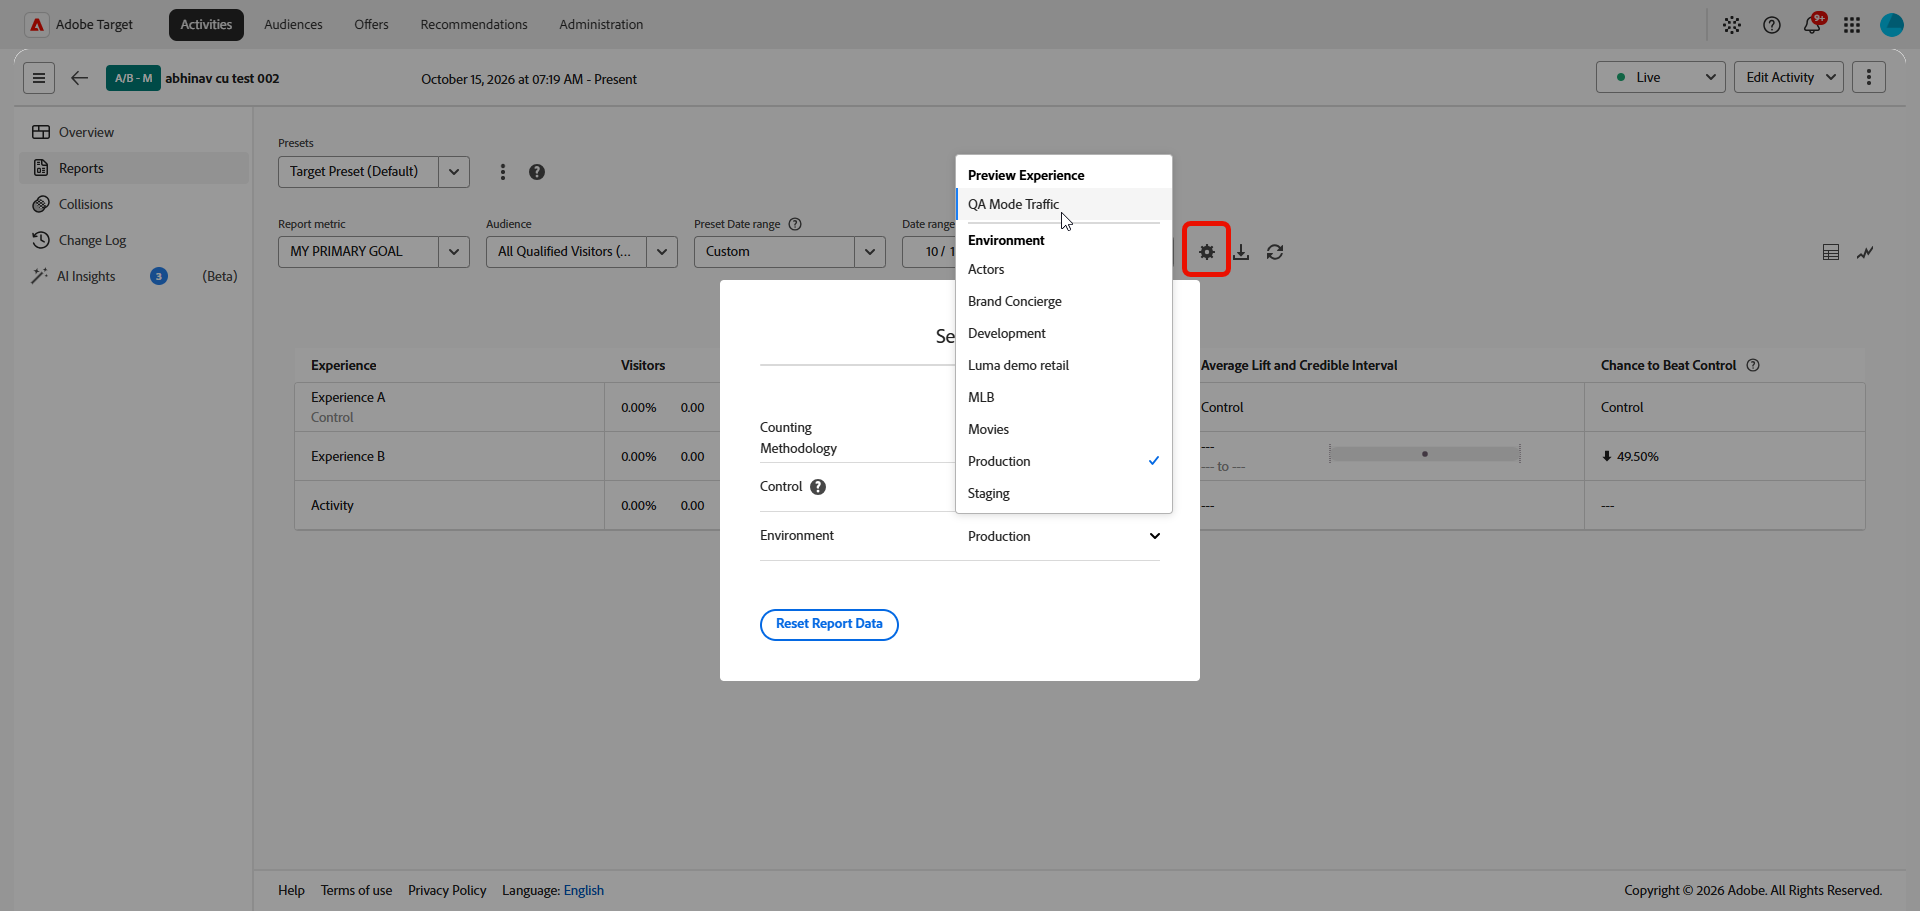 Adobe Target
Activities
Audiences
Offers
Recommendations
Administration
9+
A/B - M
abhinav cu test 002
October 15, 2026 at 07:19 AM - Present
Live
Edit Activity
Overview
Reports
Collisions
Change Log
AI Insights
3
(Beta)
Presets
Target Preset (Default)
Report metric
MY PRIMARY GOAL
Audience
All Qualified Visitors (...
Preset Date range
Custom
Date range
10 / 1
Preview Experience
QA Mode Traffic
Environment
Actors
Brand Concierge
Development
Luma demo retail
MLB
Movies
Production
Staging
Se
Counting
Methodology
Control
Environment
Production
Reset Report Data
Experience
Visitors
Average Lift and Credible Interval
Chance to Beat Control
Experience A
Control
0.00%
0.00
Control
Control
Experience B
0.00%
0.00
---
--- to ---
49.50%
Activity
0.00%
0.00
---
---
Help
Terms of use
Privacy Policy
Language: English
Copyright © 2026 Adobe. All Rights Reserved.